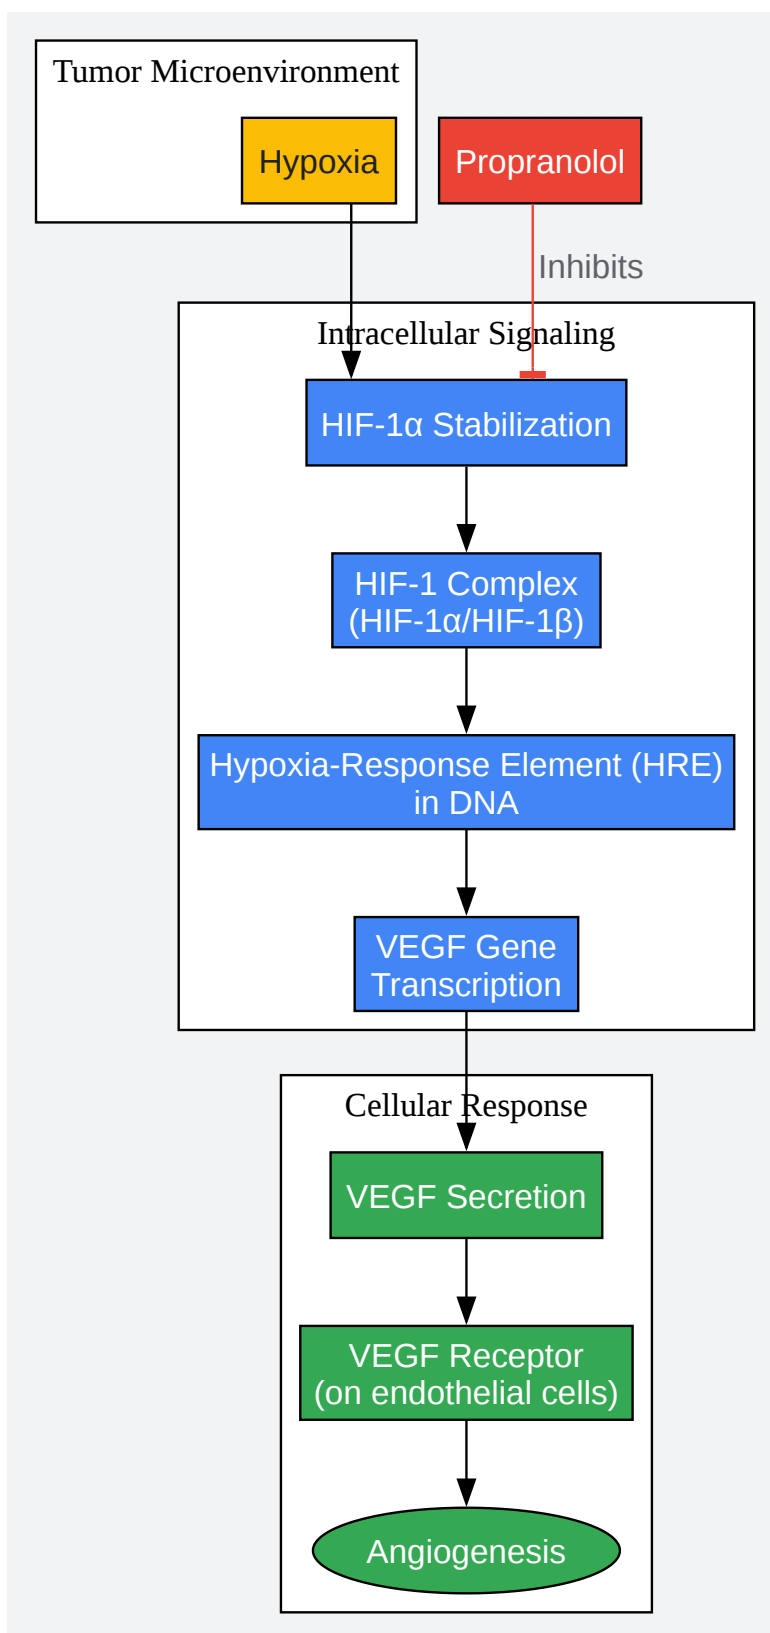 Tumor Microenvironment
Hypoxia
Propranolol
Inhibits
Intracellular Signaling
HIF-1α Stabilization
HIF-1 Complex
(HIF-1α/HIF-1β)
Hypoxia-Response Element (HRE)
in DNA
VEGF Gene
Transcription
Cellular Response
VEGF Secretion
VEGF Receptor
(on endothelial cells)
Angiogenesis